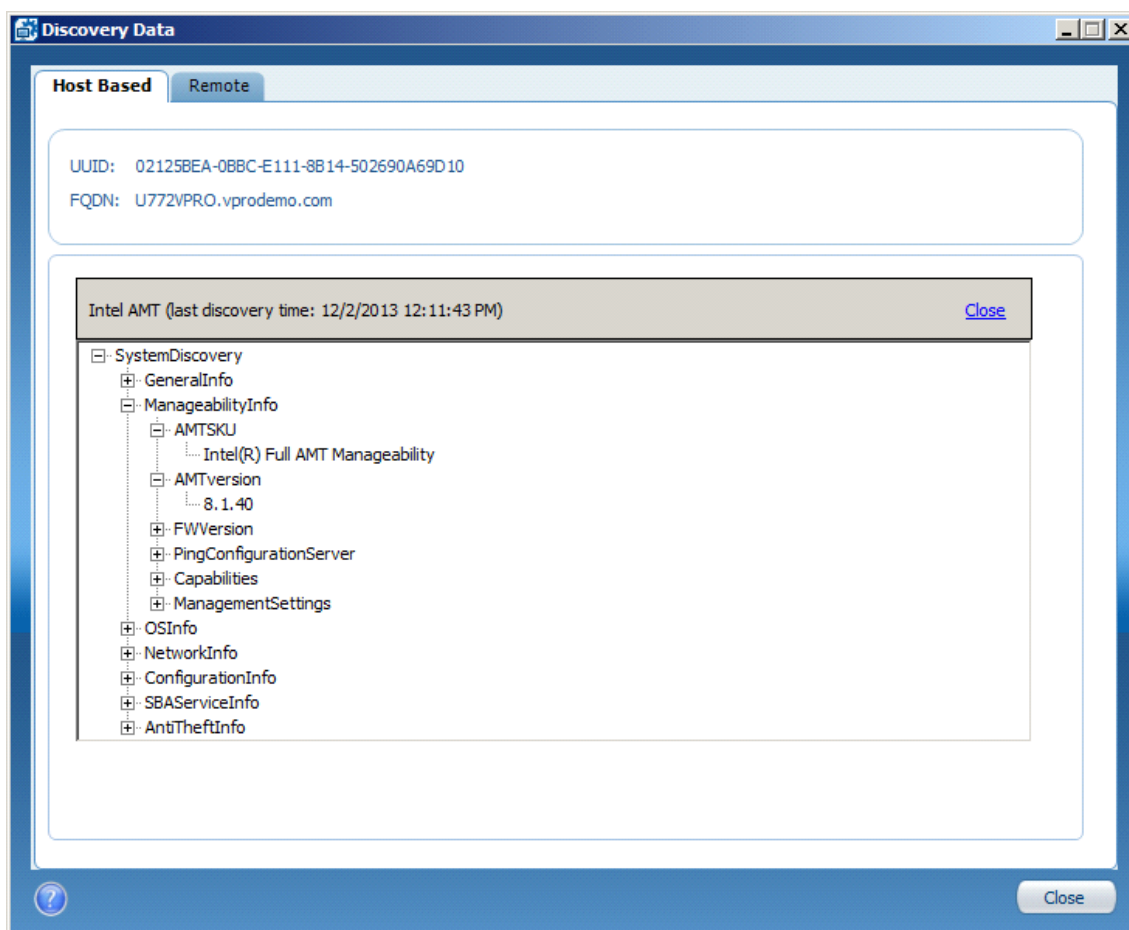 Discovery Data
Host Based Remote
UUID: 02125BEA-0BBC-E111-8B14-502690A69D10
FQDN: U772VPRO.vprodemo.com
Intel AMT (last discovery time: 12/2/2013 12:11:43 PM) Close
SystemDiscovery
GeneralInfo
ManageabilityInfo
AMTSKU
Intel(R) Full AMT Manageability
AMTversion
8.1.40
FWVersion
PingConfigurationServer
Capabilities
ManagementSettings
OSInfo
NetworkInfo
ConfigurationInfo
SBAServiceInfo
AntiTheftInfo
?
Close